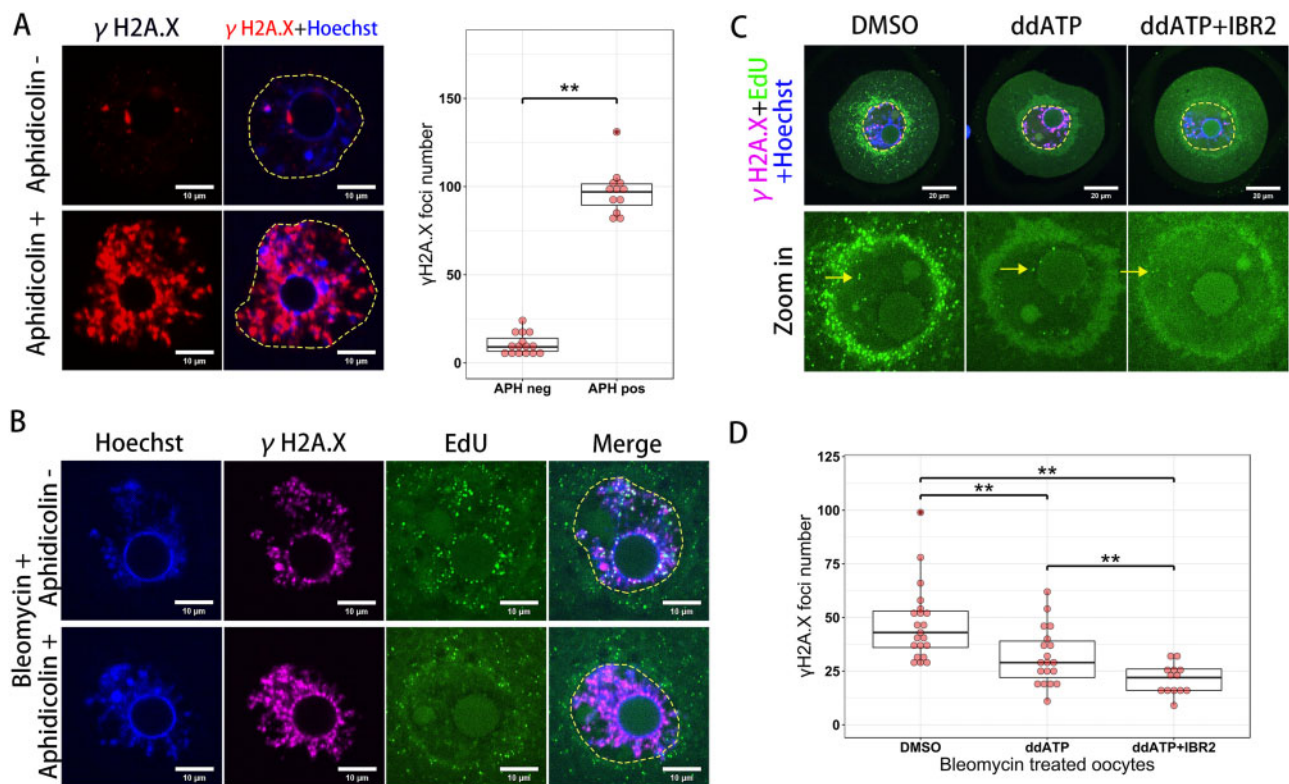 A
γ H2A.X
γ H2A.X+Hoechst
Aphidicolin -
Aphidicolin +
10 μm
10 μm
10 μm
10 μm
γH2A.X foci number
150
100
50
0
**
APH neg
APH pos
B
Hoechst
γ H2A.X
EdU
Merge
Bleomycin +
Aphidicolin -
Aphidicolin +
10 μm
10 μm
10 μm
10 μm
10 μm
10 μm
10 μm
10 μm
C
DMSO
ddATP
ddATP+IBR2
γ H2A.X+EdU
+Hoechst
Zoom in
20 μm
20 μm
20 μm
D
γH2A.X foci number
125
100
75
50
25
0
**
**
**
DMSO
ddATP
ddATP+IBR2
Bleomycin treated oocytes